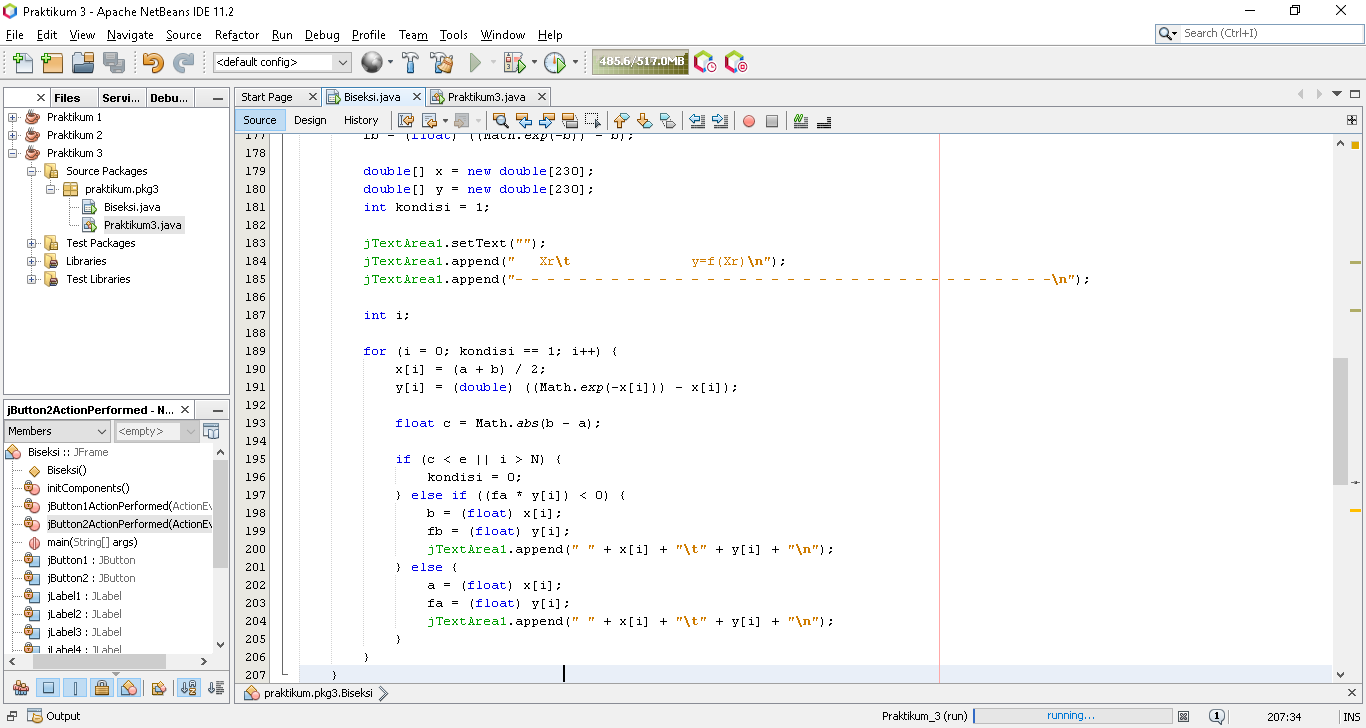 Praktikum 3 - Apache NetBeans IDE 11.2
File Edit View Navigate Source Refactor Run Debug Profile Team Tools Window Help
Search (Ctrl+I)
<default config>
485.6/517.0MB
Files Servi... Debu...
Praktikum 1
Praktikum 2
Praktikum 3
Source Packages
praktikum.pkg3
Biseksi.java
Praktikum3.java
Test Packages
Libraries
Test Libraries
jButton2ActionPerformed - N...
Members <empty>
Biseksi :: JFrame
Biseksi()
initComponents()
jButton1ActionPerformed(ActionEv
jButton2ActionPerformed(ActionEv
main(String[] args)
jButton1 : JButton
jButton2 : JButton
jLabel1 : JLabel
jLabel2 : JLabel
jLabel3 : JLabel
jLabel4 : JLabel
Start Page Biseksi.java Praktikum3.java
Source Design History
177 fb = (float) ((Math.exp(-b)) - b);
178
179 double[] x = new double[230];
180 double[] y = new double[230];
181 int kondisi = 1;
182
183 jTextArea1.setText("");
184 jTextArea1.append("   Xr\t               y=f(Xr)\n");
185 jTextArea1.append("- - - - - - - - - - - - - - - - - - - - - - - - - - - - - - - - - -\n");
186
187 int i;
188
189 for (i = 0; kondisi == 1; i++) {
190 x[i] = (a + b) / 2;
191 y[i] = (double) ((Math.exp(-x[i])) - x[i]);
192
193 float c = Math.abs(b - a);
194
195 if (c < e || i > N) {
196 kondisi = 0;
197 } else if ((fa * y[i]) < 0) {
198 b = (float) x[i];
199 fb = (float) y[i];
200 jTextArea1.append(" " + x[i] + "\t" + y[i] + "\n");
201 } else {
202 a = (float) x[i];
203 fa = (float) y[i];
204 jTextArea1.append(" " + x[i] + "\t" + y[i] + "\n");
205 }
206 }
207 }
praktikum.pkg3.Biseksi
Output
Praktikum_3 (run) running... 1 207:34 INS